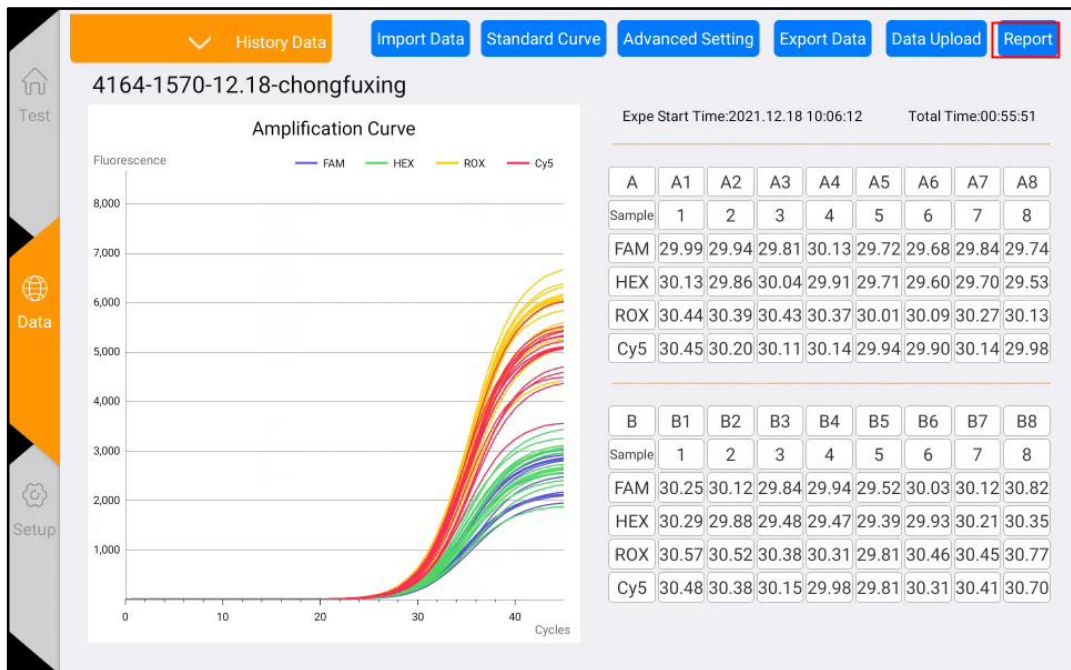 History Data
Import Data
Standard Curve
Advanced Setting
Export Data
Data Upload
Report
Test
Data
Setup
4164-1570-12.18-chongfuxing
Amplification Curve
Fluorescence
FAM HEX ROX Cy5
8,000
7,000
6,000
5,000
4,000
3,000
2,000
1,000
0 10 20 30 40
Cycles
Expe Start Time:2021.12.18 10:06:12 Total Time:00:55:51
A A1 A2 A3 A4 A5 A6 A7 A8
Sample 1 2 3 4 5 6 7 8
FAM 29.99 29.94 29.81 30.13 29.72 29.68 29.84 29.74
HEX 30.13 29.86 30.04 29.91 29.71 29.60 29.70 29.53
ROX 30.44 30.39 30.43 30.37 30.01 30.09 30.27 30.13
Cy5 30.45 30.20 30.11 30.14 29.94 29.90 30.14 29.98
B B1 B2 B3 B4 B5 B6 B7 B8
Sample 1 2 3 4 5 6 7 8
FAM 30.25 30.12 29.84 29.94 29.52 30.03 30.12 30.82
HEX 30.29 29.88 29.48 29.47 29.39 29.93 30.21 30.35
ROX 30.57 30.52 30.38 30.31 29.81 30.46 30.45 30.77
Cy5 30.48 30.38 30.15 29.98 29.81 30.31 30.41 30.70